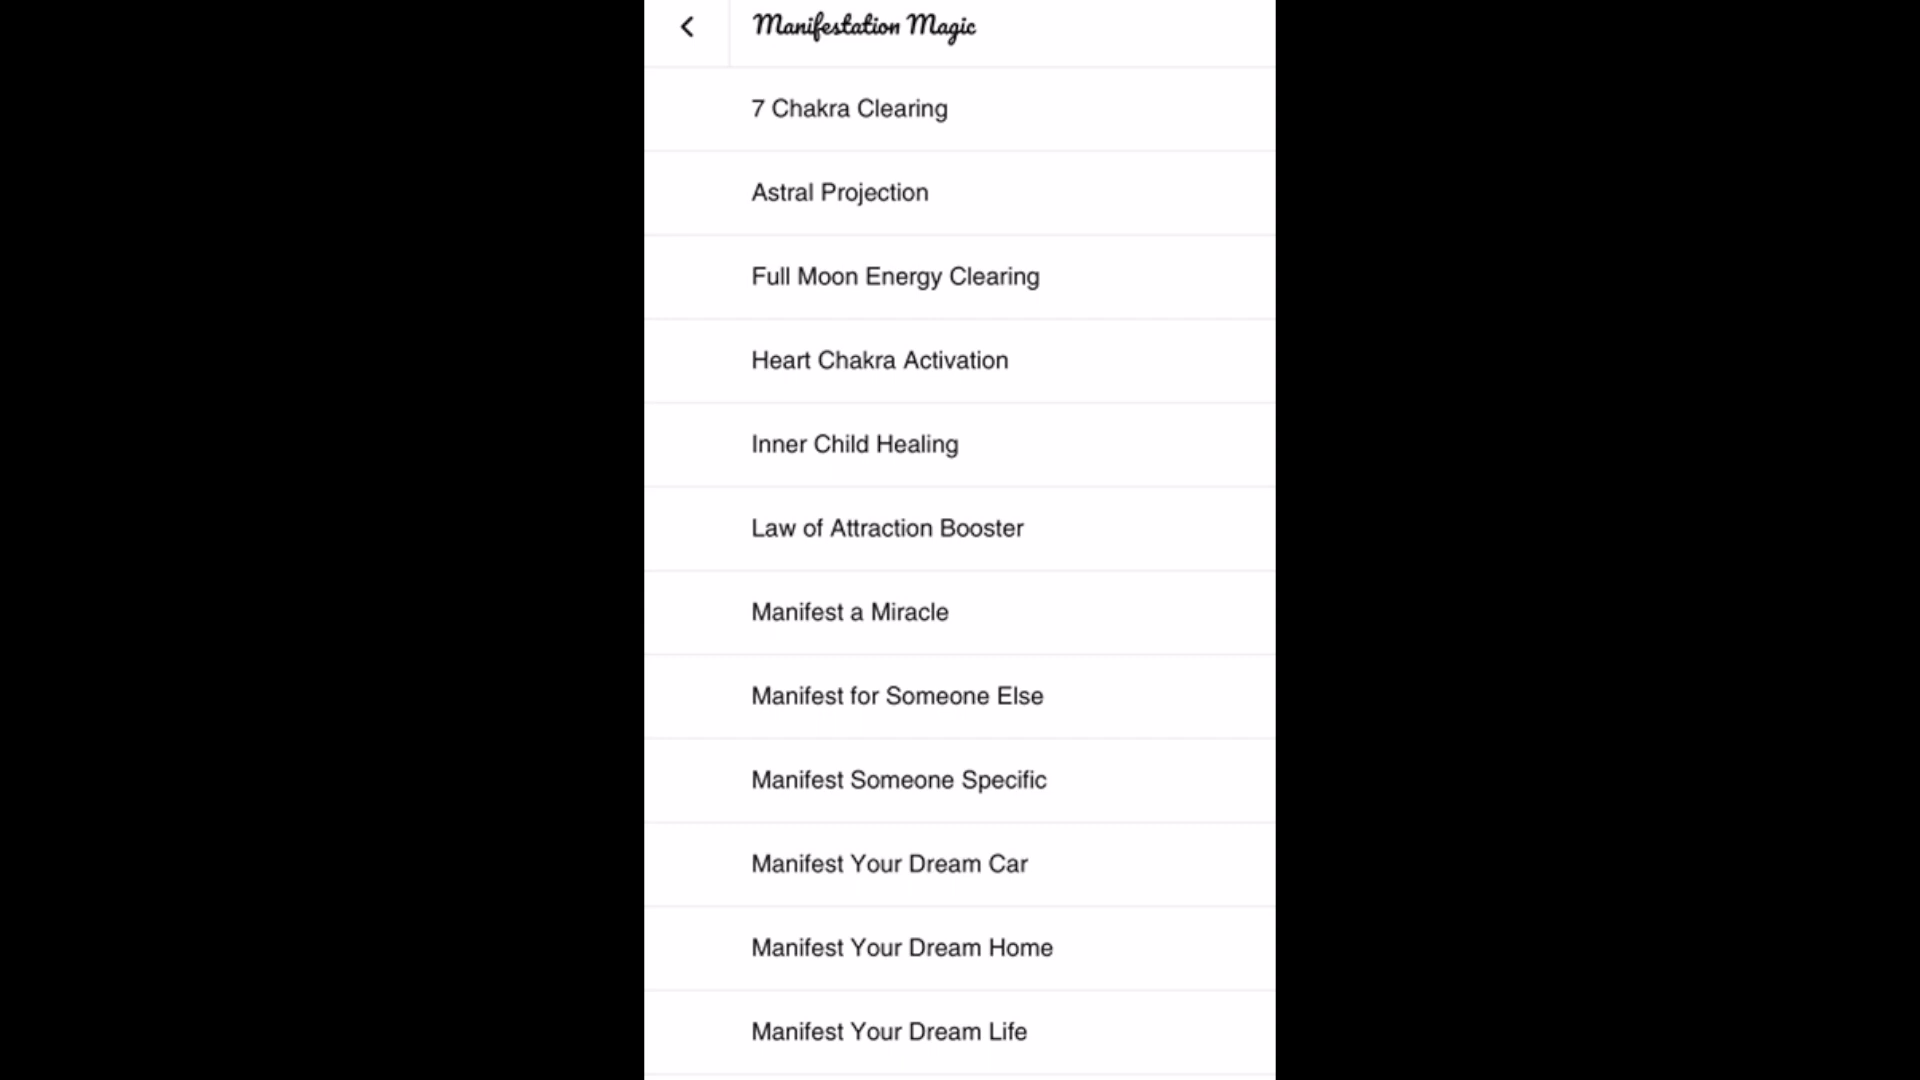 Manifestation Magic
7 Chakra Clearing
Astral Projection
Full Moon Energy Clearing
Heart Chakra Activation
Inner Child Healing
Law of Attraction Booster
Manifest a Miracle
Manifest for Someone Else
Manifest Someone Specific
Manifest Your Dream Car
Manifest Your Dream Home
Manifest Your Dream Life